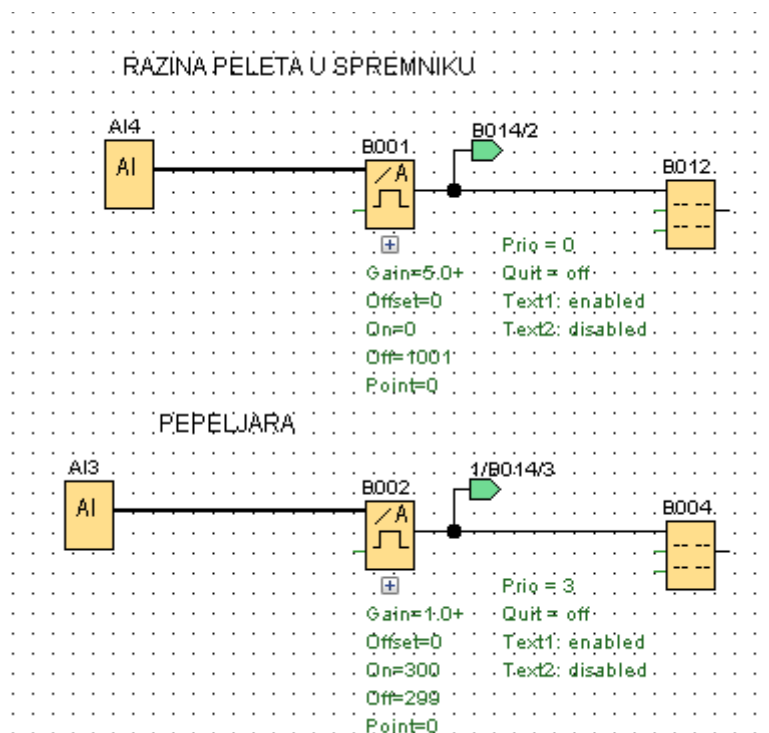 RAZINA PELETA U SPREMNIKU
AI4
AI
B001
/A
B014/2
B012
Gain=5.0+
Offset=0
On=0
Off=1001
Point=0
Prio = 0
Quit = off
Text1: enabled
Text2: disabled
PEPELJARA
AI3
AI
B002
/A
1/B014/3
B004
Gain=1.0+
Offset=0
On=300
Off=299
Point=0
Prio = 3
Quit = off
Text1: enabled
Text2: disabled